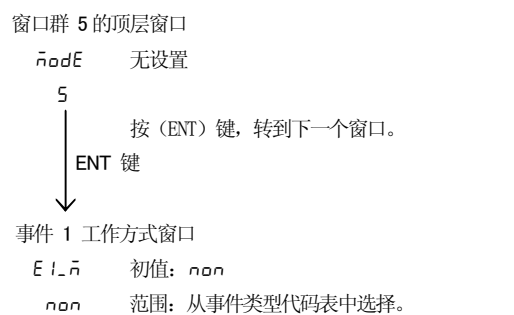 窗口群 5 的顶层窗口
n̄odE 无设置
5
按（ENT）键，转到下一个窗口。
ENT 键
事件 1 工作方式窗口
E1_n̄ 初值：non
non 范围：从事件类型代码表中选择。